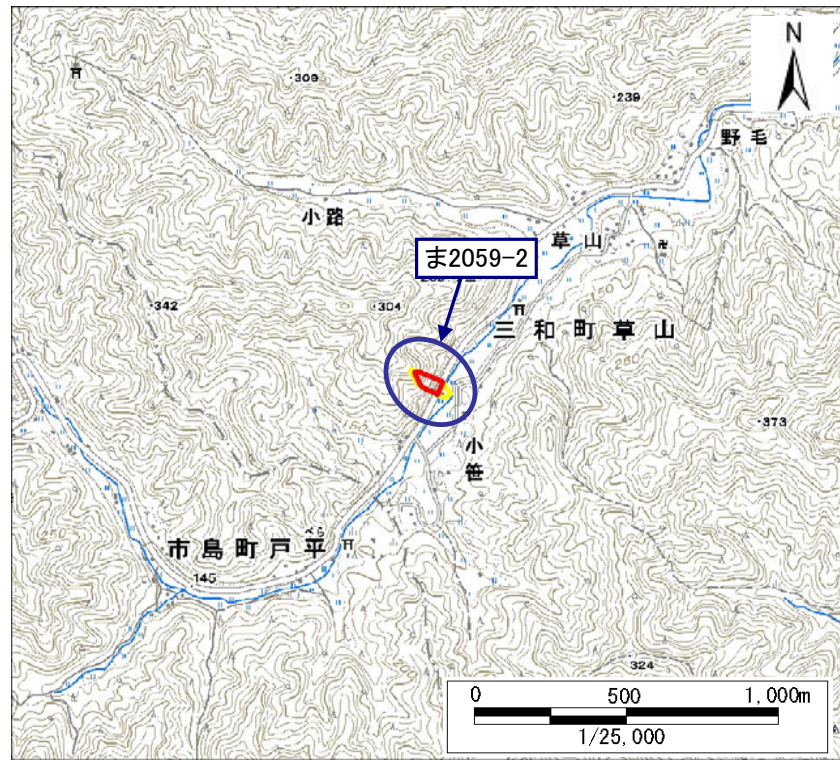 N
・309
・239
野毛
小路
草山
ま2059-2
・342
・304
三和町草山
・373
小笹
べら
市島町戸平
・145
324
0 500 1,000m
1/25,000